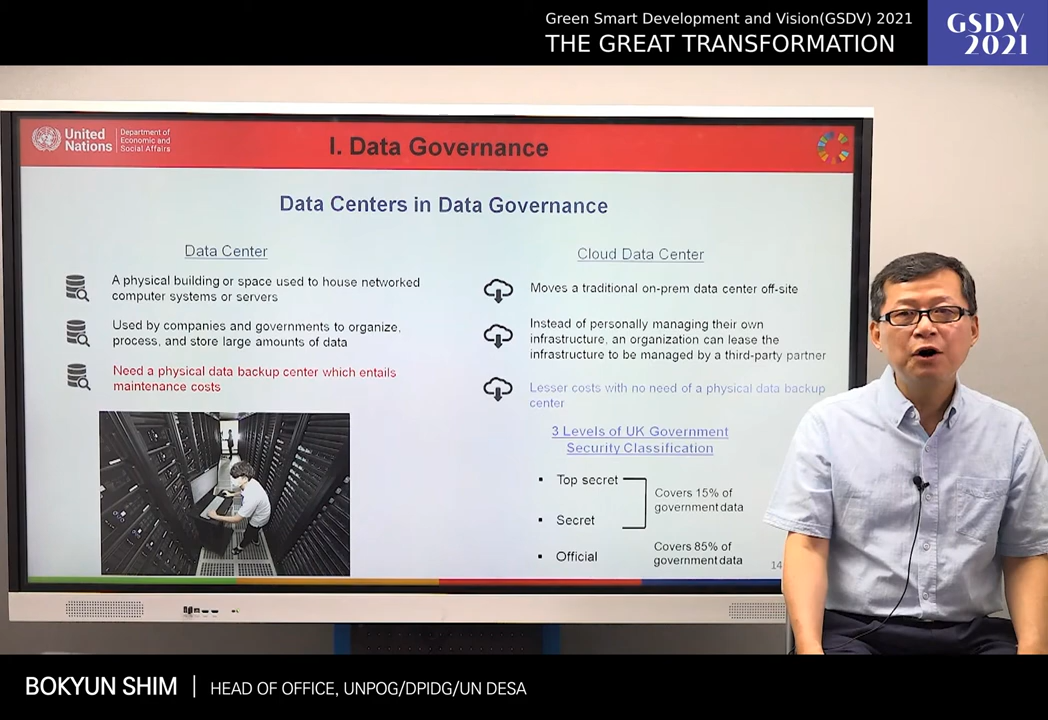 Green Smart Development and Vision(GSDV) 2021
THE GREAT TRANSFORMATION
GSDV
2021
United
Nations
Department of
Economic and
Social Affairs
I. Data Governance
Data Centers in Data Governance
Data Center
A physical building or space used to house networked
computer systems or servers
Used by companies and governments to organize,
process, and store large amounts of data
Need a physical data backup center which entails
maintenance costs
Cloud Data Center
Moves a traditional on-prem data center off-site
Instead of personally managing their own
infrastructure, an organization can lease the
infrastructure to be managed by a third-party partner
Lesser costs with no need of a physical data backup
center
3 Levels of UK Government
Security Classification
▪ Top secret
▪ Secret
Covers 15% of
government data
▪ Official
Covers 85% of
government data
14
BOKYUN SHIM | HEAD OF OFFICE, UNPOG/DPIDG/UN DESA